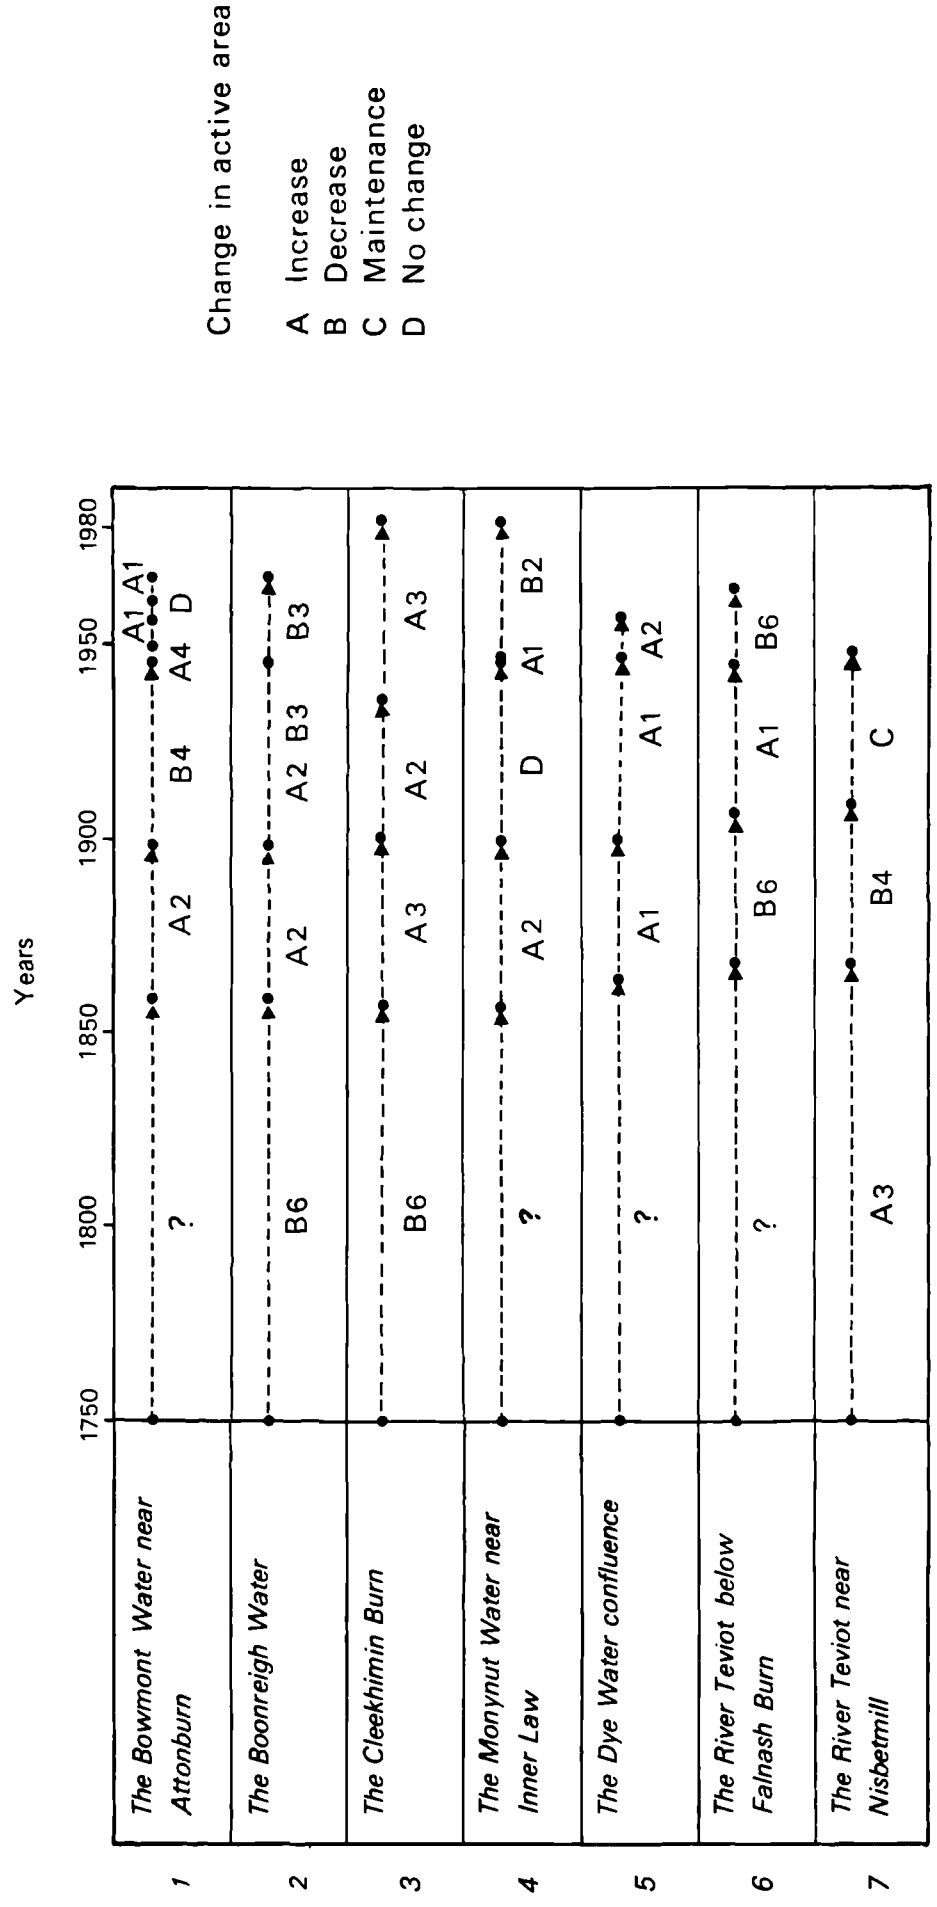 Years
1750 1800 1850 1900 1950 1980
1 The Bowmont Water near
Attonburn
A1 A1
? A2 B4 A4 D
2 The Boonreigh Water
B6 A2 A2 B3 B3
3 The Cleekhimin Burn
B6 A3 A2 A3
4 The Monynut Water near
Inner Law
? A2 D A1 B2
5 The Dye Water confluence
? A1 A1 A2
6 The River Teviot below
Falnash Burn
? B6 A1 B6
7 The River Teviot near
Nisbetmill
A3 B4 C
Change in active area
A Increase
B Decrease
C Maintenance
D No change